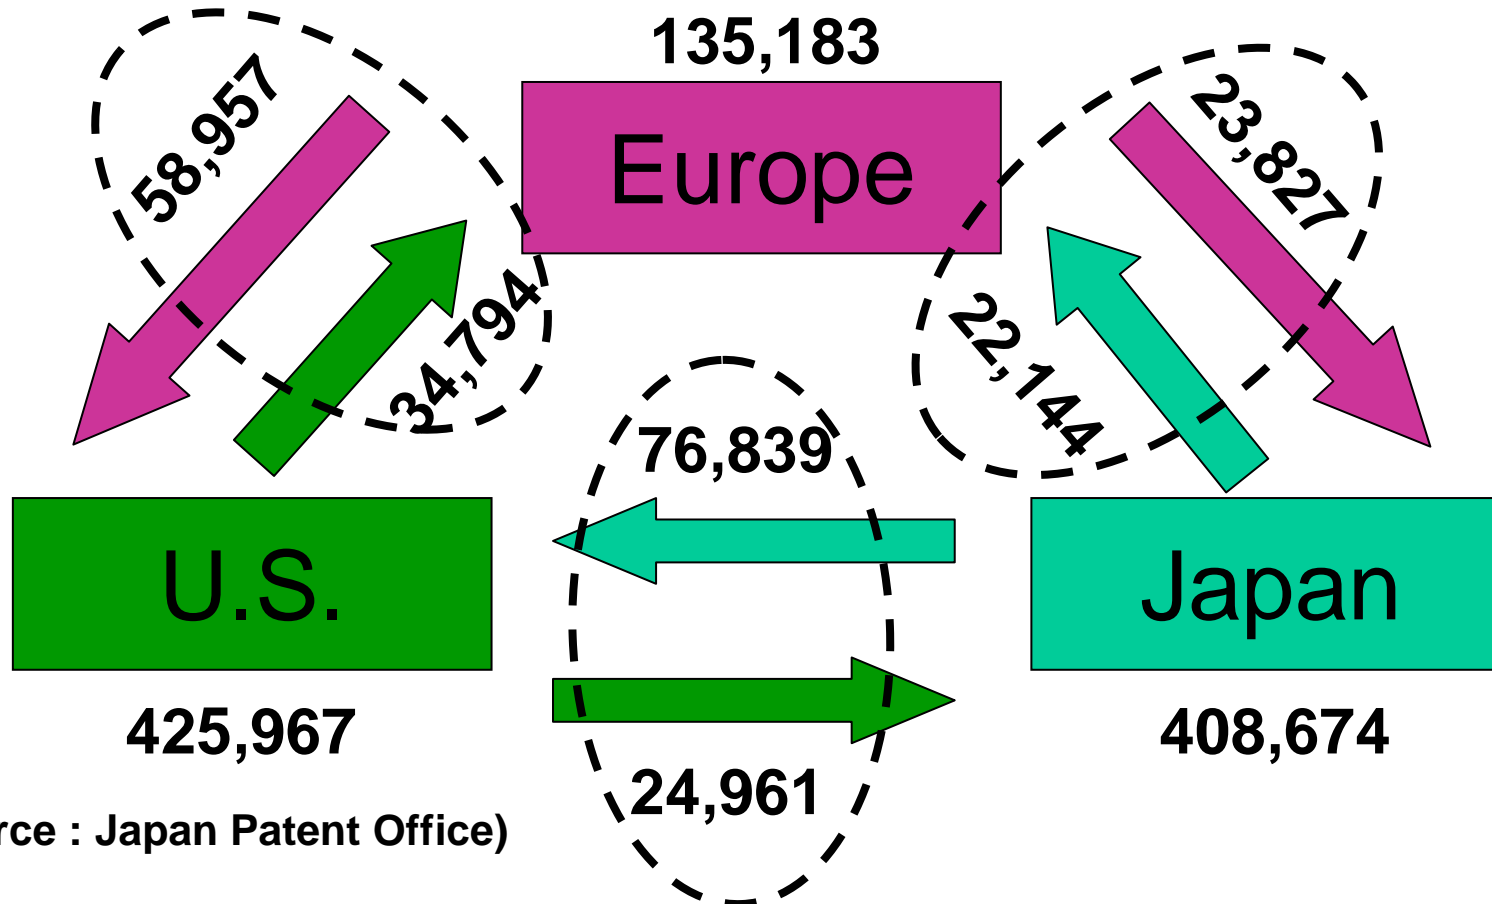 135,183
Europe
58,957
23,827
34,794
22,144
76,839
U.S.
Japan
425,967
408,674
24,961
rce : Japan Patent Office)